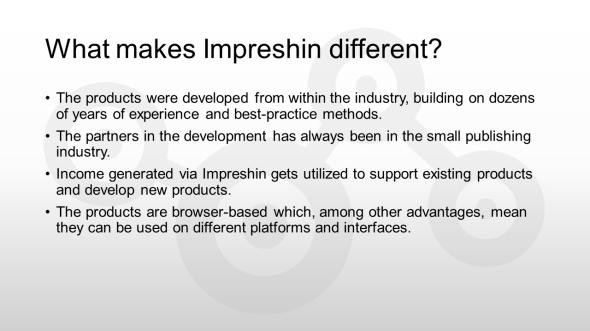 What makes Impreshin different?
• The products were developed from within the industry, building on dozens
of years of experience and best-practice methods.
• The partners in the development has always been in the small publishing
industry.
• Income generated via Impreshin gets utilized to support existing products
and develop new products.
• The products are browser-based which, among other advantages, mean
they can be used on different platforms and interfaces.